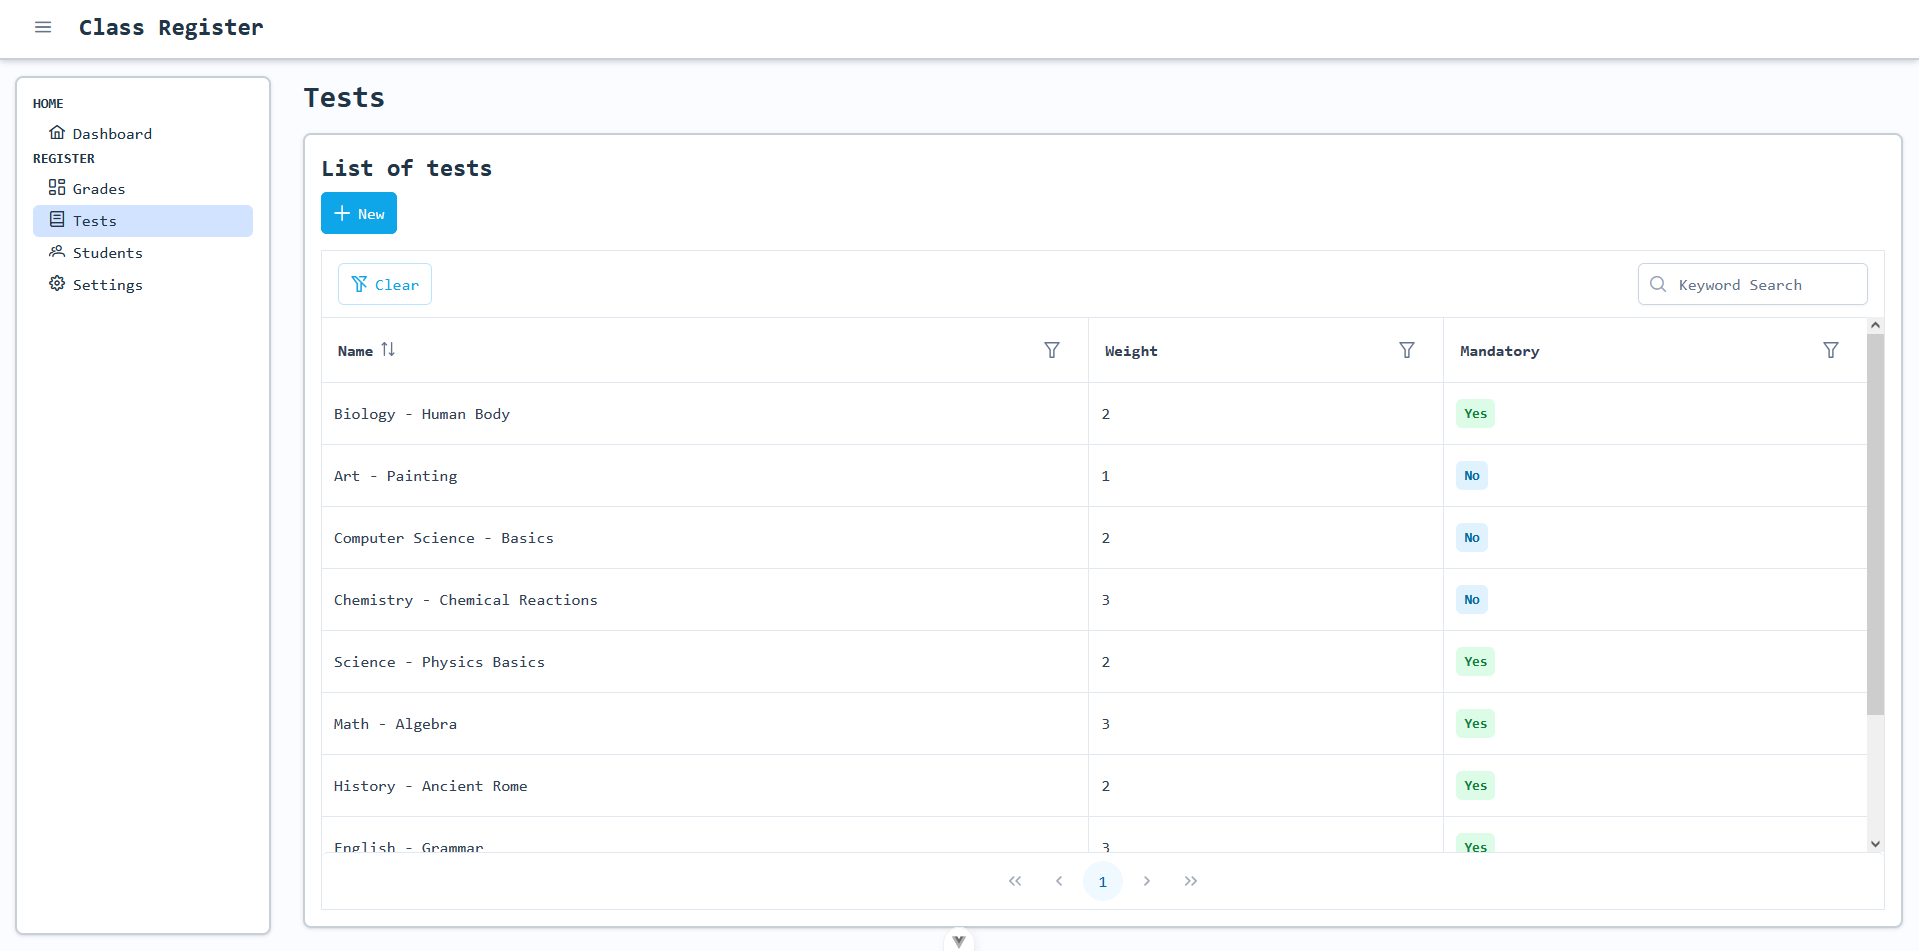 Class Register
HOME
Dashboard
REGISTER
Grades
Tests
Students
Settings
Tests
List of tests
New
Clear
Keyword Search
Name Weight Mandatory
Biology - Human Body 2 Yes
Art - Painting 1 No
Computer Science - Basics 2 No
Chemistry - Chemical Reactions 3 No
Science - Physics Basics 2 Yes
Math - Algebra 3 Yes
History - Ancient Rome 2 Yes
English - Grammar 3 Yes
1